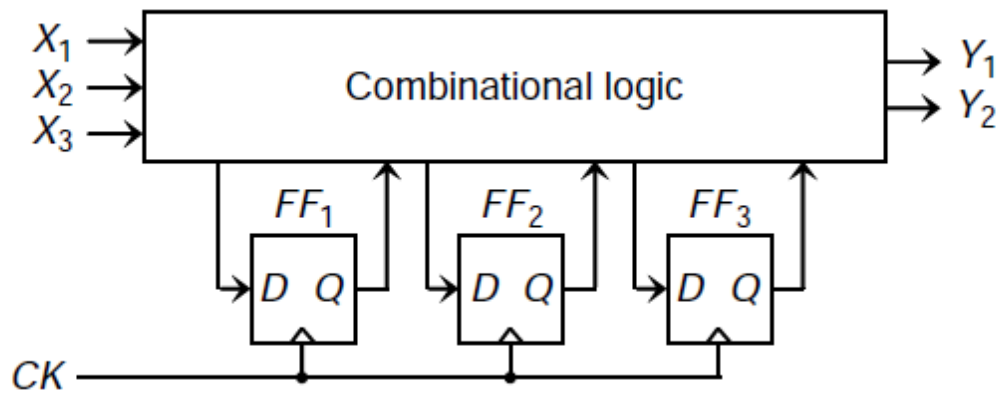 X1
X2
X3
Combinational logic
Y1
Y2
FF1 FF2 FF3
D Q D Q D Q
CK